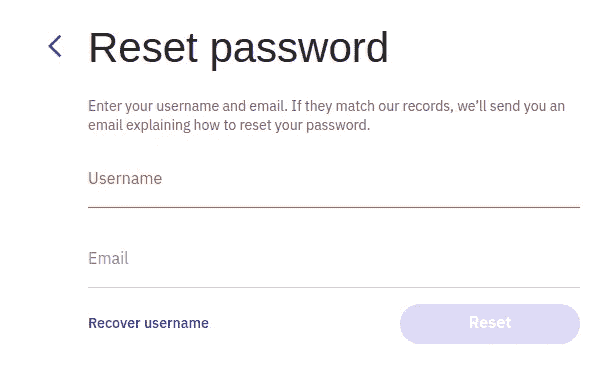 Reset password
Enter your username and email. If they match our records, we'll send you an
email explaining how to reset your password.
Username
Email
Recover username
Reset